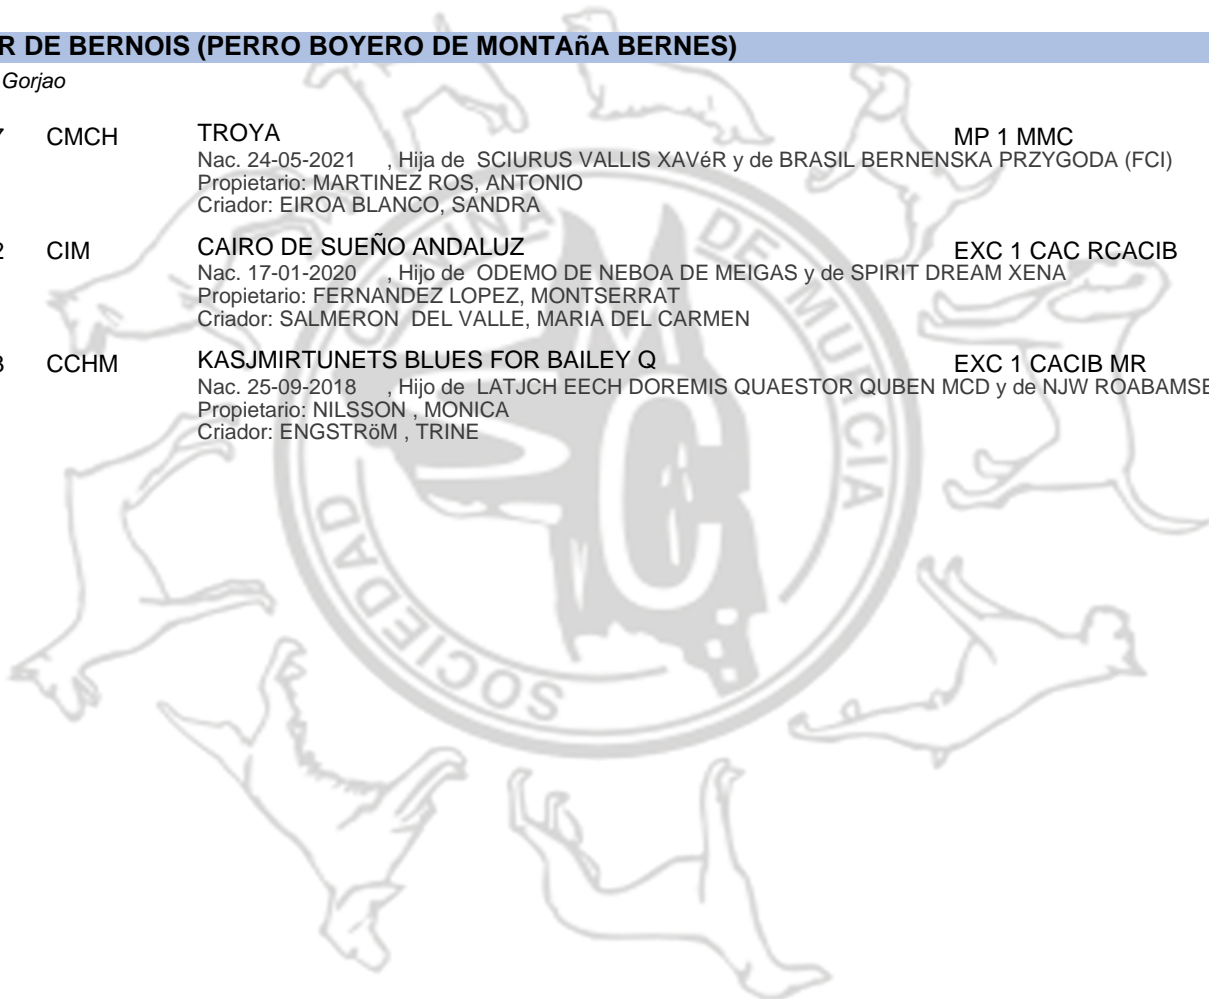 R DE BERNOIS (PERRO BOYERO DE MONTAñA BERNES)
Gorjao
CMCH TROYA MP 1 MMC
Nac. 24-05-2021 , Hija de SCIURUS VALLIS XAVéR y de BRASIL BERNENSKA PRZYGODA (FCI)
Propietario: MARTINEZ ROS, ANTONIO
Criador: EIROA BLANCO, SANDRA
2 CIM CAIRO DE SUEÑO ANDALUZ EXC 1 CAC RCACIB
Nac. 17-01-2020 , Hijo de ODEMO DE NEBOA DE MEIGAS y de SPIRIT DREAM XENA
Propietario: FERNANDEZ LOPEZ, MONTSERRAT
Criador: SALMERON DEL VALLE, MARIA DEL CARMEN
CCHM KASJMIRTUNETS BLUES FOR BAILEY Q EXC 1 CACIB MR
Nac. 25-09-2018 , Hijo de LATJCH EECH DOREMIS QUAESTOR QUBEN MCD y de NJW ROABAMSE
Propietario: NILSSON , MONICA
Criador: ENGSTRöM , TRINE
SOCIEDAD CANINA DE MURCIA